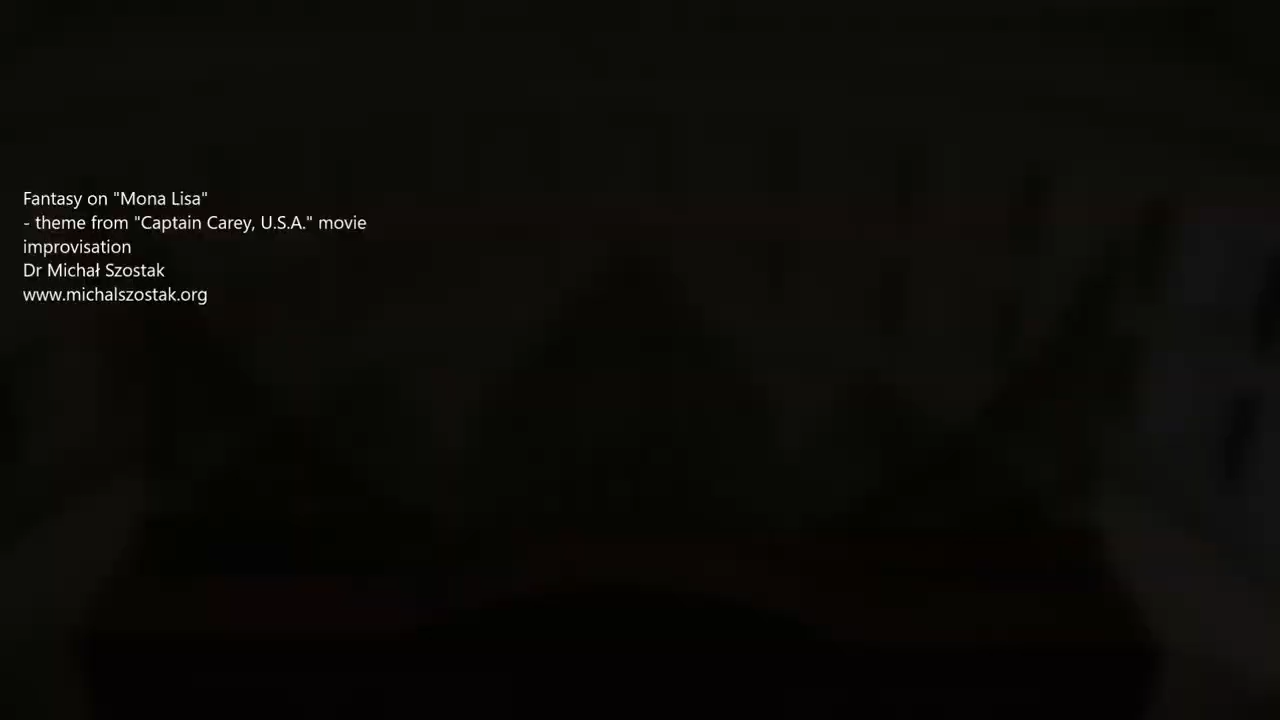 Fantasy on "Mona Lisa"
- theme from "Captain Carey, U.S.A." movie
improvisation
Dr Michał Szostak
www.michalszostak.org